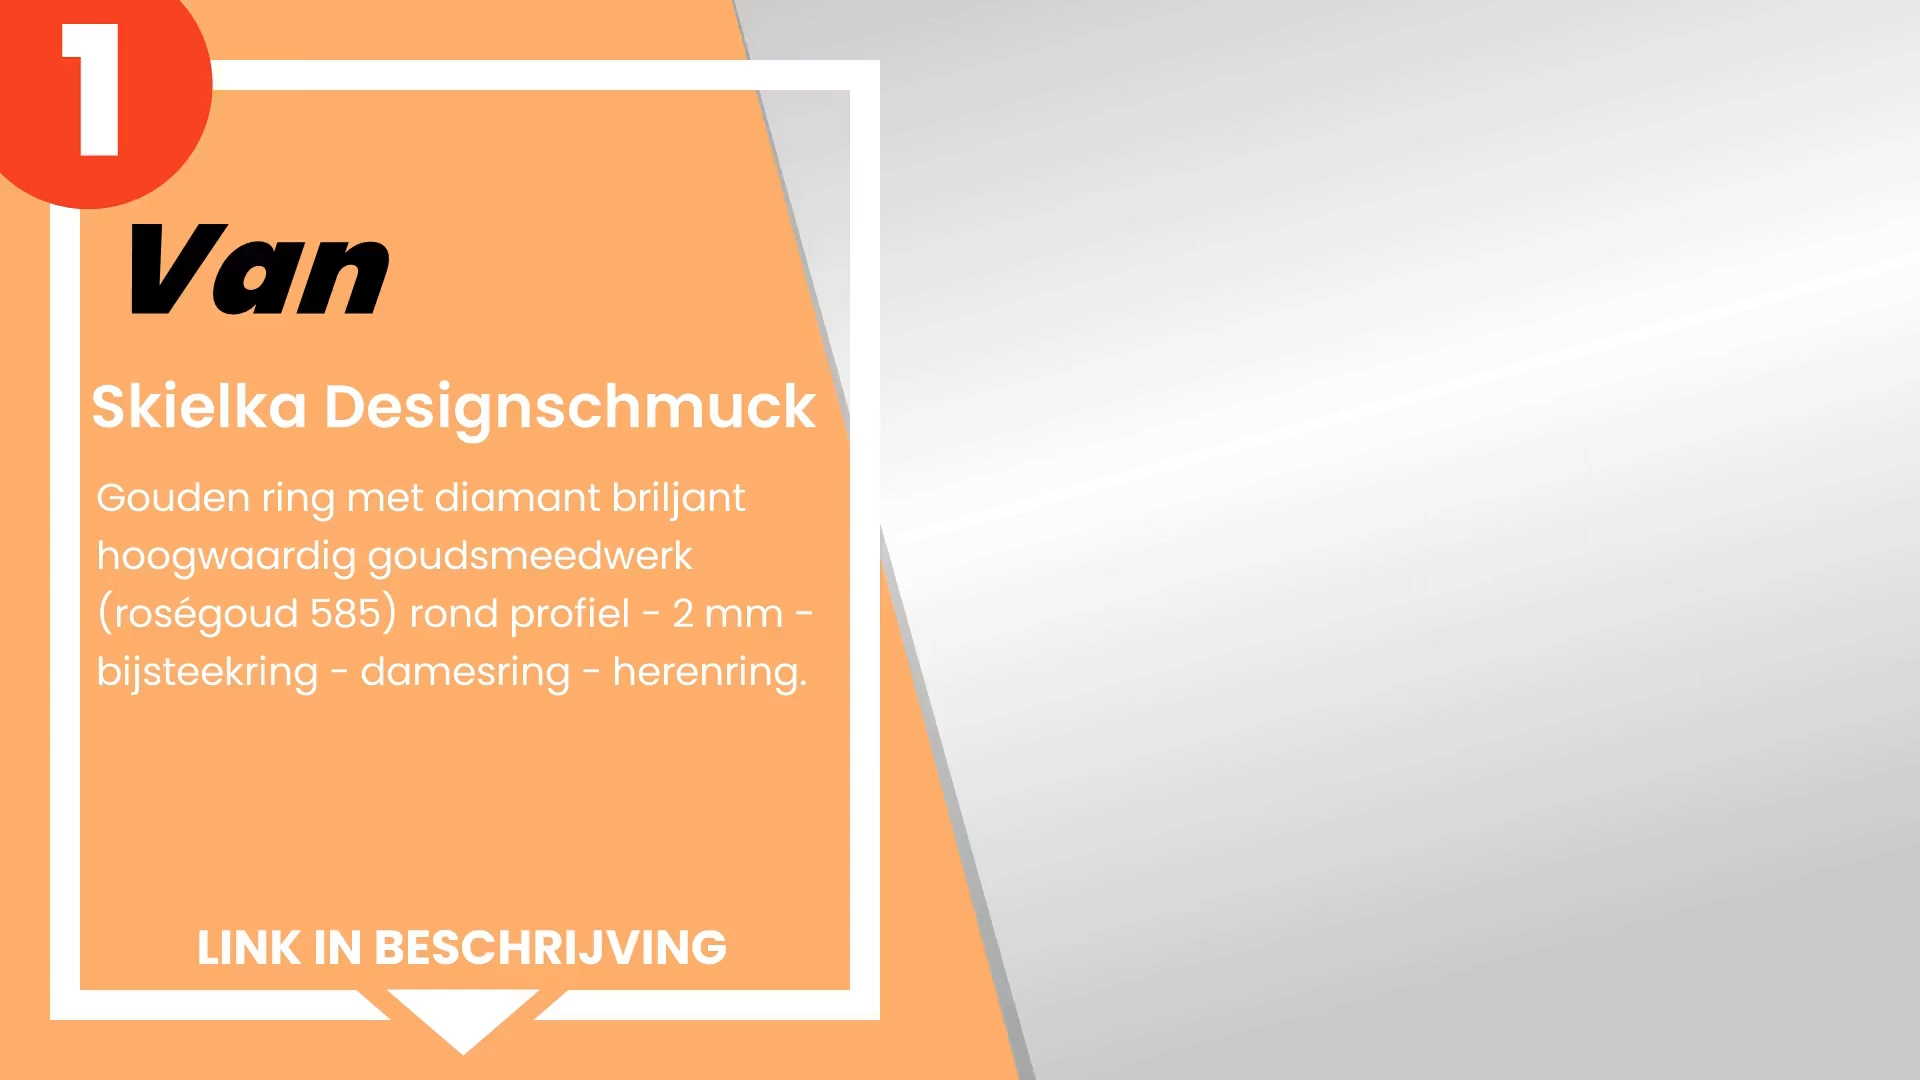 1
Van
Skielka Designschmuck
Gouden ring met diamant briljant
hoogwaardig goudsmeedwerk
(roségoud 585) rond profiel - 2 mm -
bijsteekring - damesring - herenring.
LINK IN BESCHRIJVING